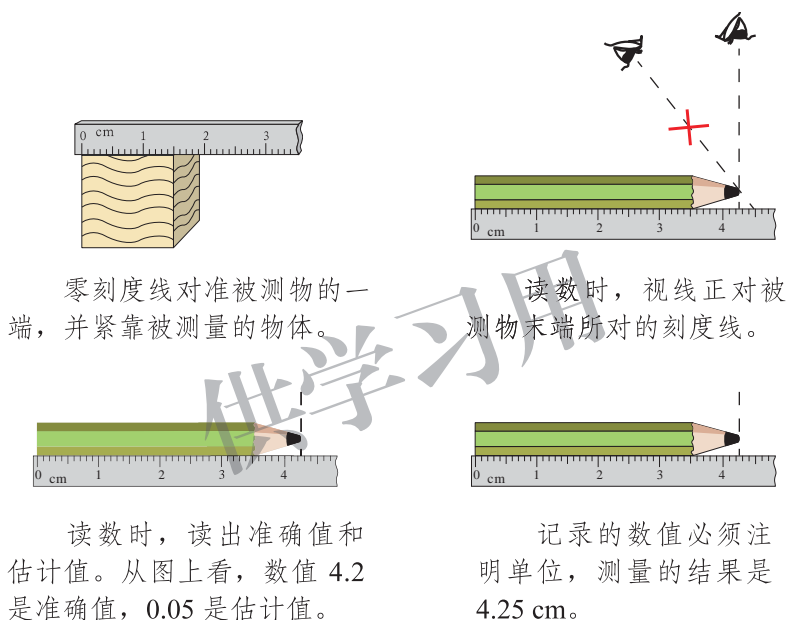 0 cm 1 2 3
0 cm 1 2 3 4
零刻度线对准被测物的一
端，并紧靠被测量的物体。
读数时，视线正对被
测物末端所对的刻度线。
供学习用
0 cm 1 2 3 4
0 cm 1 2 3 4
读数时，读出准确值和
估计值。从图上看，数值 4.2
是准确值，0.05 是估计值。
记录的数值必须注
明单位，测量的结果是
4.25 cm。